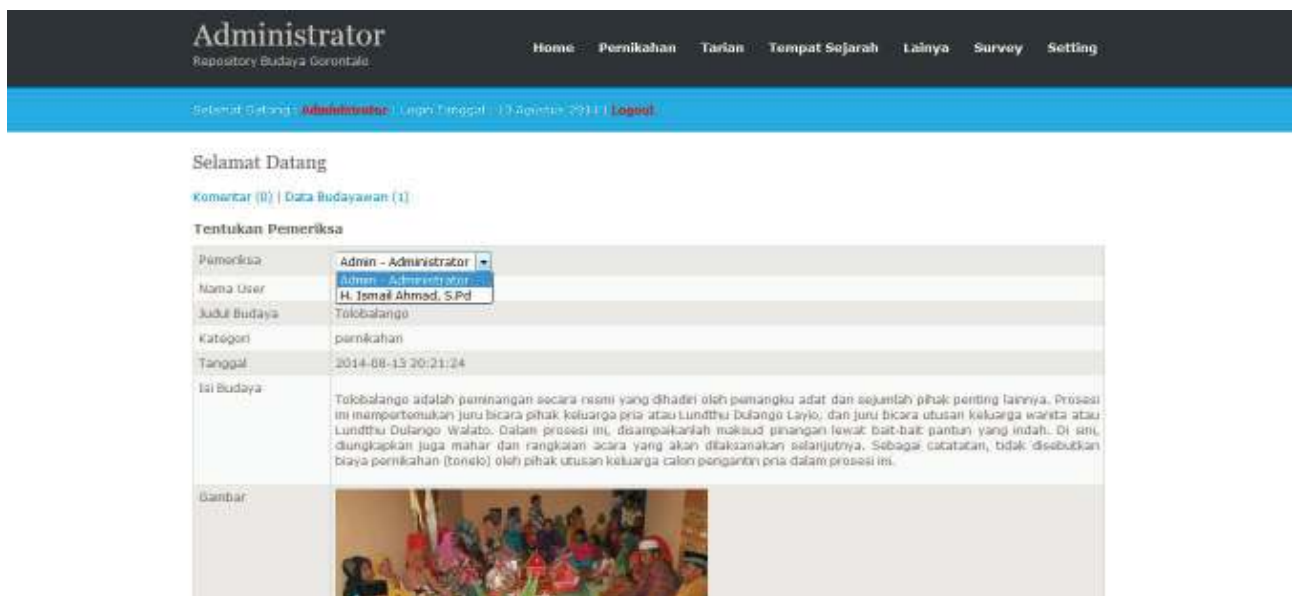 Administrator
Repository Budaya Gorontalo
Home Pernikahan Tarian Tempat Sejarah Lainya Survey Setting
Selamat Datang : Administrator | Login Tanggal : 13 Agustus 2014 | Logout
Selamat Datang
Komentar (0) | Data Budayawan (1)
Tentukan Pemeriksa
Pemeriksa Admin - Administrator
Admin - Administrator
Nama User
H. Ismail Ahmad, S.Pd
Judul Budaya Tolobalango
Kategori pernikahan
Tanggal 2014-08-13 20:21:24
Isi Budaya
Tolobalango adalah peminangan secara resmi yang dihadiri oleh pemangku adat dan sejumlah pihak penting lainnya. Prosesi
ini mempertemukan juru bicara pihak keluarga pria atau Lundthu Dulango Layio, dan juru bicara utusan keluarga wanita atau
Lundthu Dulango Walato. Dalam prosesi ini, disampaikanlah maksud pinangan lewat bait-bait pantun yang indah. Di sini,
diungkapkan juga mahar dan rangkaian acara yang akan dilaksanakan selanjutnya. Sebagai catatatan, tidak disebutkan
biaya pernikahan (tonelo) oleh pihak utusan keluarga calon pengantin pria dalam prosesi ini.
Gambar